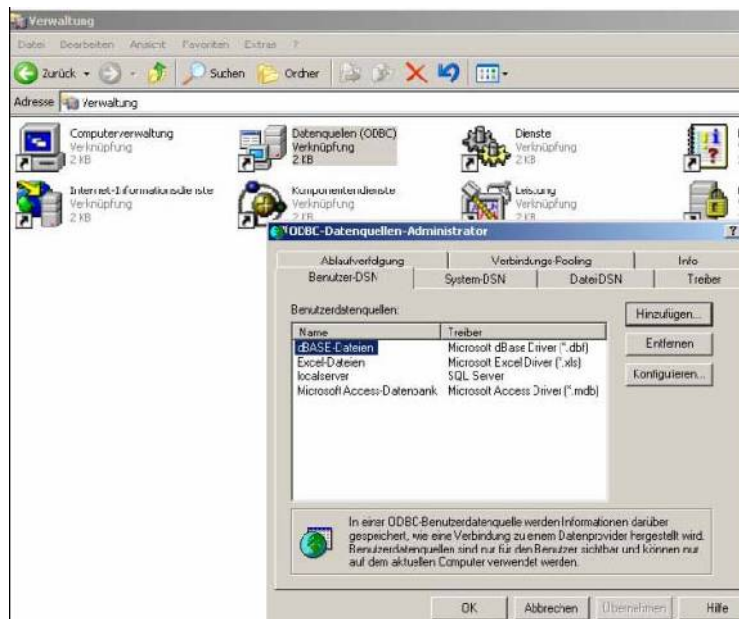 Verwaltung
Datei Bearbeiten Ansicht Favoriten Extras ?
Zurück Suchen Ordner
Adresse Verwaltung
Computerverwaltung
Verknüpfung
2 KB
Datenquellen (ODBC)
Verknüpfung
2 KB
Dienste
Verknüpfung
2 KB
Internet-Informationsdienste
Verknüpfung
2 KB
Komponentendienste
Verknüpfung
2 KB
Leistung
Verknüpfung
2 KB
ODBC-Datenquellen-Administrator
Ablaufverfolgung Verbindungs-Pooling Info
Benutzer-DSN System-DSN Datei-DSN Treiber
Benutzerdatenquellen:
Hinzufügen...
Entfernen
Konfigurieren...
Name Treiber
dBASE-Dateien Microsoft dBase Driver (*.dbf)
Excel-Dateien Microsoft Excel Driver (*.xls)
localserver SQL Server
Microsoft Access-Datenbank Microsoft Access Driver (*.mdb)
In einer ODBC-Benutzerdatenquelle werden Informationen darüber
gespeichert, wie eine Verbindung zu einem Datenprovider hergestellt wird.
Benutzerdatenquellen sind nur für den Benutzer sichtbar und können nur
auf dem aktuellen Computer verwendet werden.
OK Abbrechen Übernehmen Hilfe